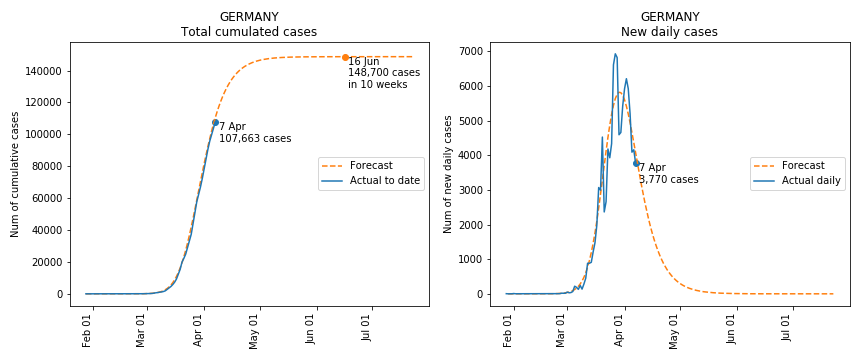 GERMANY
Total cumulated cases
Num of cumulative cases
140000
120000
100000
80000
60000
40000
20000
0
16 Jun
148,700 cases
in 10 weeks
7 Apr
107,663 cases
Forecast
Actual to date
Feb 01
Mar 01
Apr 01
May 01
Jun 01
Jul 01
GERMANY
New daily cases
Num of new daily cases
7000
6000
5000
4000
3000
2000
1000
0
7 Apr
3,770 cases
Forecast
Actual daily
Feb 01
Mar 01
Apr 01
May 01
Jun 01
Jul 01